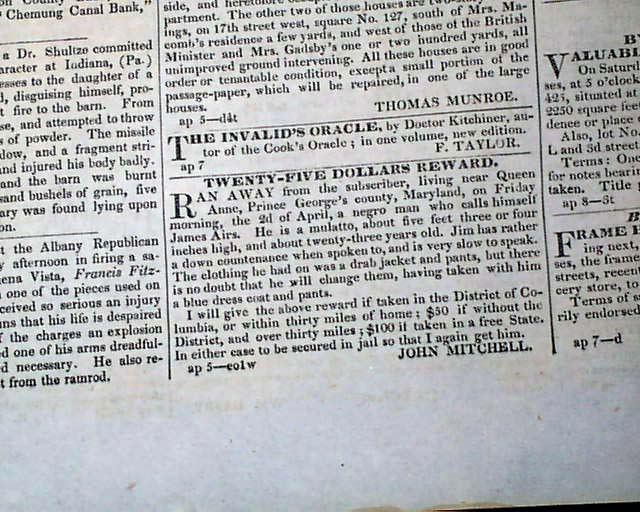 Chemung Canal Bank,"
a Dr. Shultze committed
aracter at Indiana, (Pa.)
esses to the daughter of a
d, disguising himself, pro-
t fire to the barn. From
se, and attempted to throw
s of powder. The missile
dow, and a fragment stri-
and injured his body badly.
and the barn was burnt
usand bushels of grain, five
ary was found lying upon
on.
t the Albany Republican
y afternoon in firing a sa-
ena Vista, Francis Fitz-
one of the pieces used on
ceived so serious an injury
ns that his life is despaired
f the charges an explosion
d one of his arms dreadful-
d necessary. He also re-
t from the ramrod.
partment. The other two of those houses are two-story
ings, on 17th street west, square No. 127, south of Mrs. Ma-
comb's residence a few yards, and west of those of the British
Minister and Mrs. Gadsby's one or two hundred yards, all
unimproved ground intervening. All these houses are in good
order or tenantable condition, except a small portion of the
passage-paper, which will be repaired, in one of the large
houses.
THOMAS MUNROE.
ap 5—d4t
THE INVALID'S ORACLE, by Doctor Kitchiner, au-
tor of the Cook's Oracle; in one volume, new edition.
ap 7 F. TAYLOR.
TWENTY-FIVE DOLLARS REWARD.
RAN AWAY from the subscriber, living near Queen
Anne, Prince George's county, Maryland, on Friday
morning, the 2d of April, a negro man who calls himself
James Airs. He is a mulatto, about five feet three or four
inches high, and about twenty-three years old. Jim has rather
a down countenance when spoken to, and is very slow to speak.
The clothing he had on was a drab jacket and pants, but there
is no doubt that he will change them, having taken with him
a blue dress coat and pants.
I will give the above reward if taken in the District of Co-
lumbia, or within thirty miles of home; $50 if without the
District, and over thirty miles; $100 if taken in a free State.
In either case to be secured in jail so that I again get him.
JOHN MITCHELL.
ap 5—eo1w
VALUABL
On Saturd
ses, at 5 o'clock
425, situated at
2250 square feet
dence or place o
Also, lot No.
L and 3d street
Terms: One
for notes bearin
taken. Title
ap 8—3t
FRAME H
ing next,
ses, the frame
streets, recen
cery store, to
Terms of
rily endorsed
ap 7—d